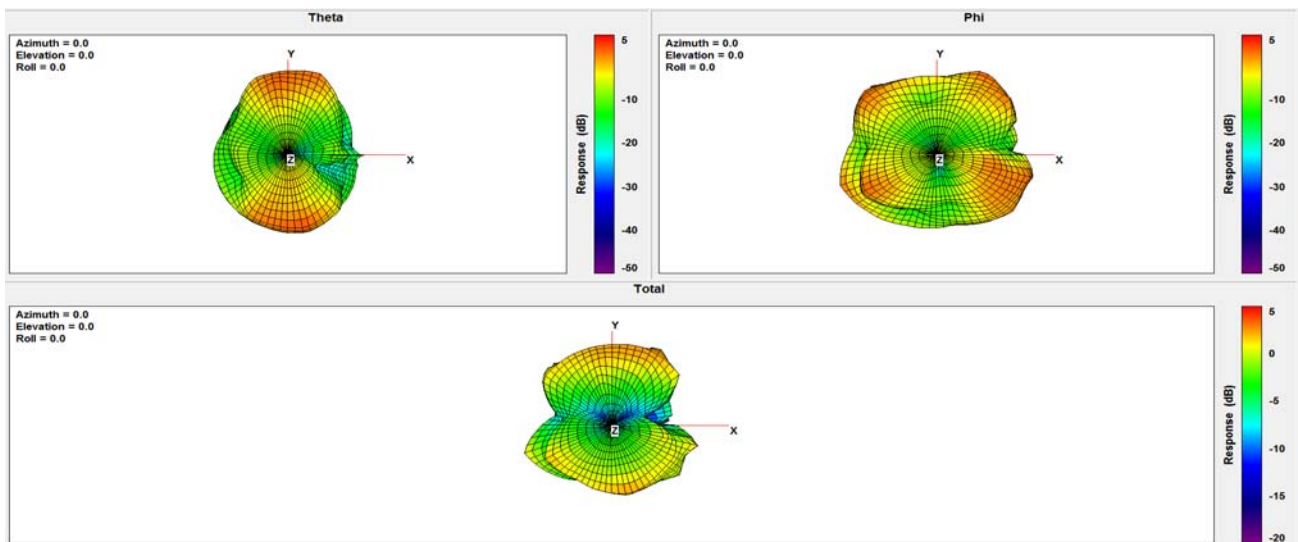 Theta
Azimuth = 0.0
Elevation = 0.0
Roll = 0.0
Y
Z
X
5
-10
-20
-30
-40
-50
Response (dB)
Phi
Azimuth = 0.0
Elevation = 0.0
Roll = 0.0
Y
Z
X
5
-10
-20
-30
-40
-50
Response (dB)
Total
Azimuth = 0.0
Elevation = 0.0
Roll = 0.0
Y
Z
X
5
0
-5
-10
-15
-20
Response (dB)